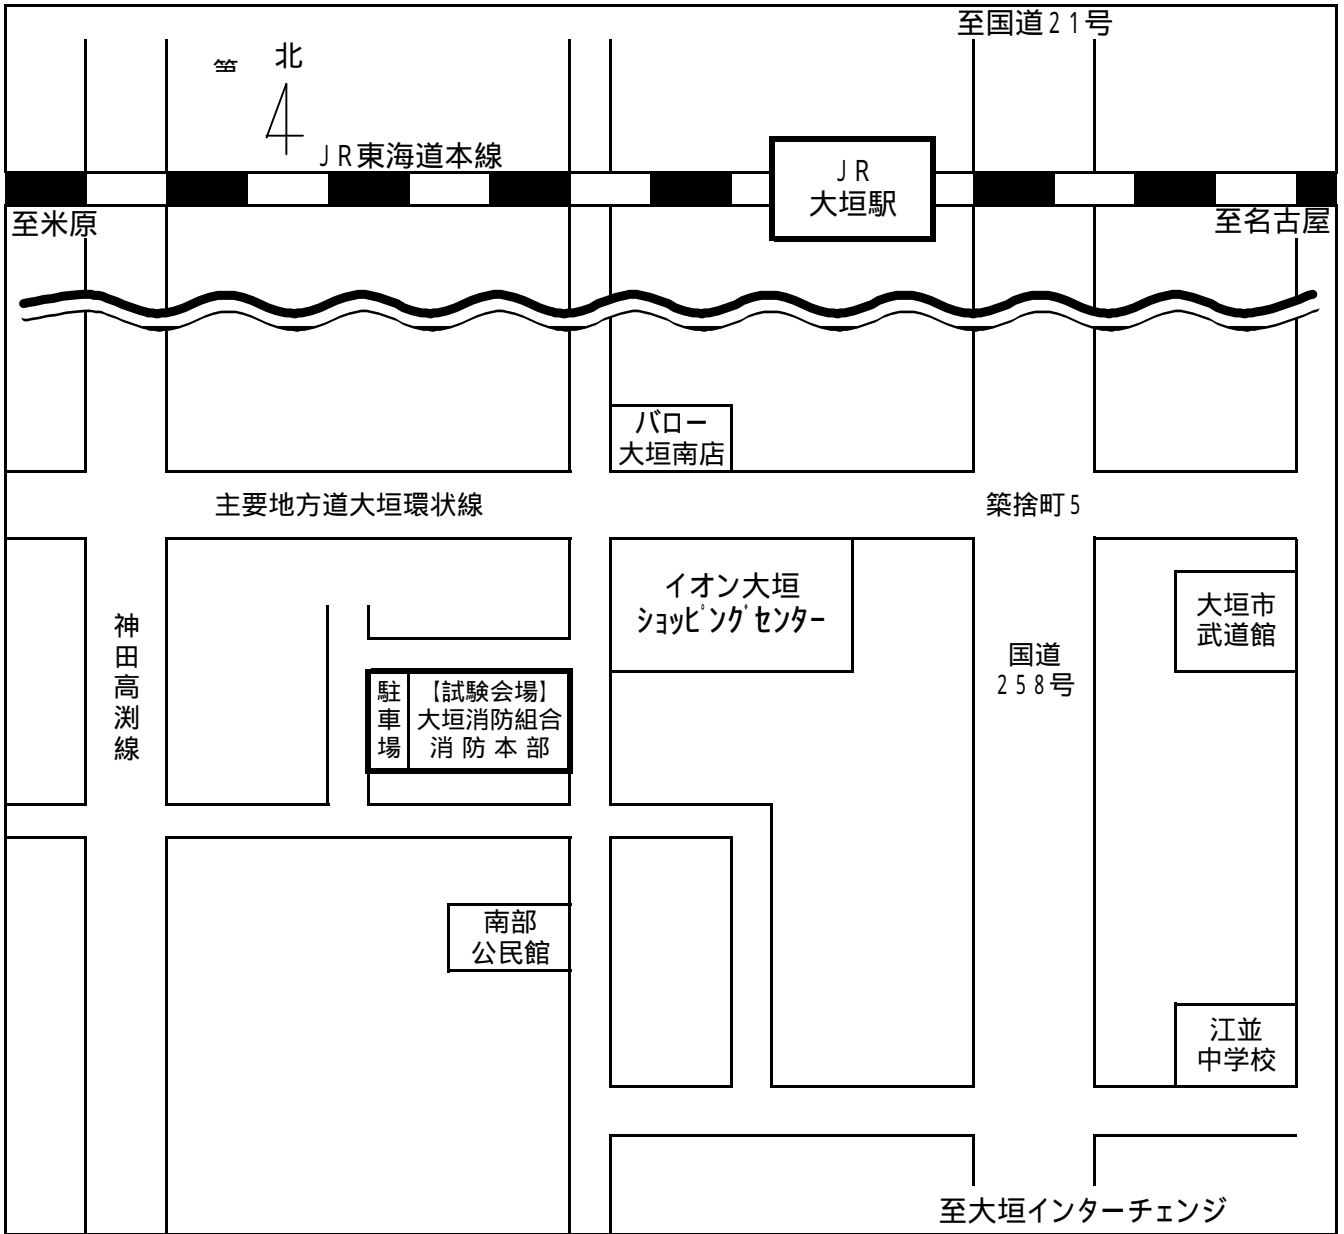 至国道21号
北
JR東海道本線
JR
大垣駅
至米原
至名古屋
バロー
大垣南店
主要地方道大垣環状線
築捨町5
イオン大垣
ショッピングセンター
大垣市
武道館
神田高渕線
国道
258号
駐車場
【試験会場】
大垣消防組合
消防本部
南部
公民館
江並
中学校
至大垣インターチェンジ